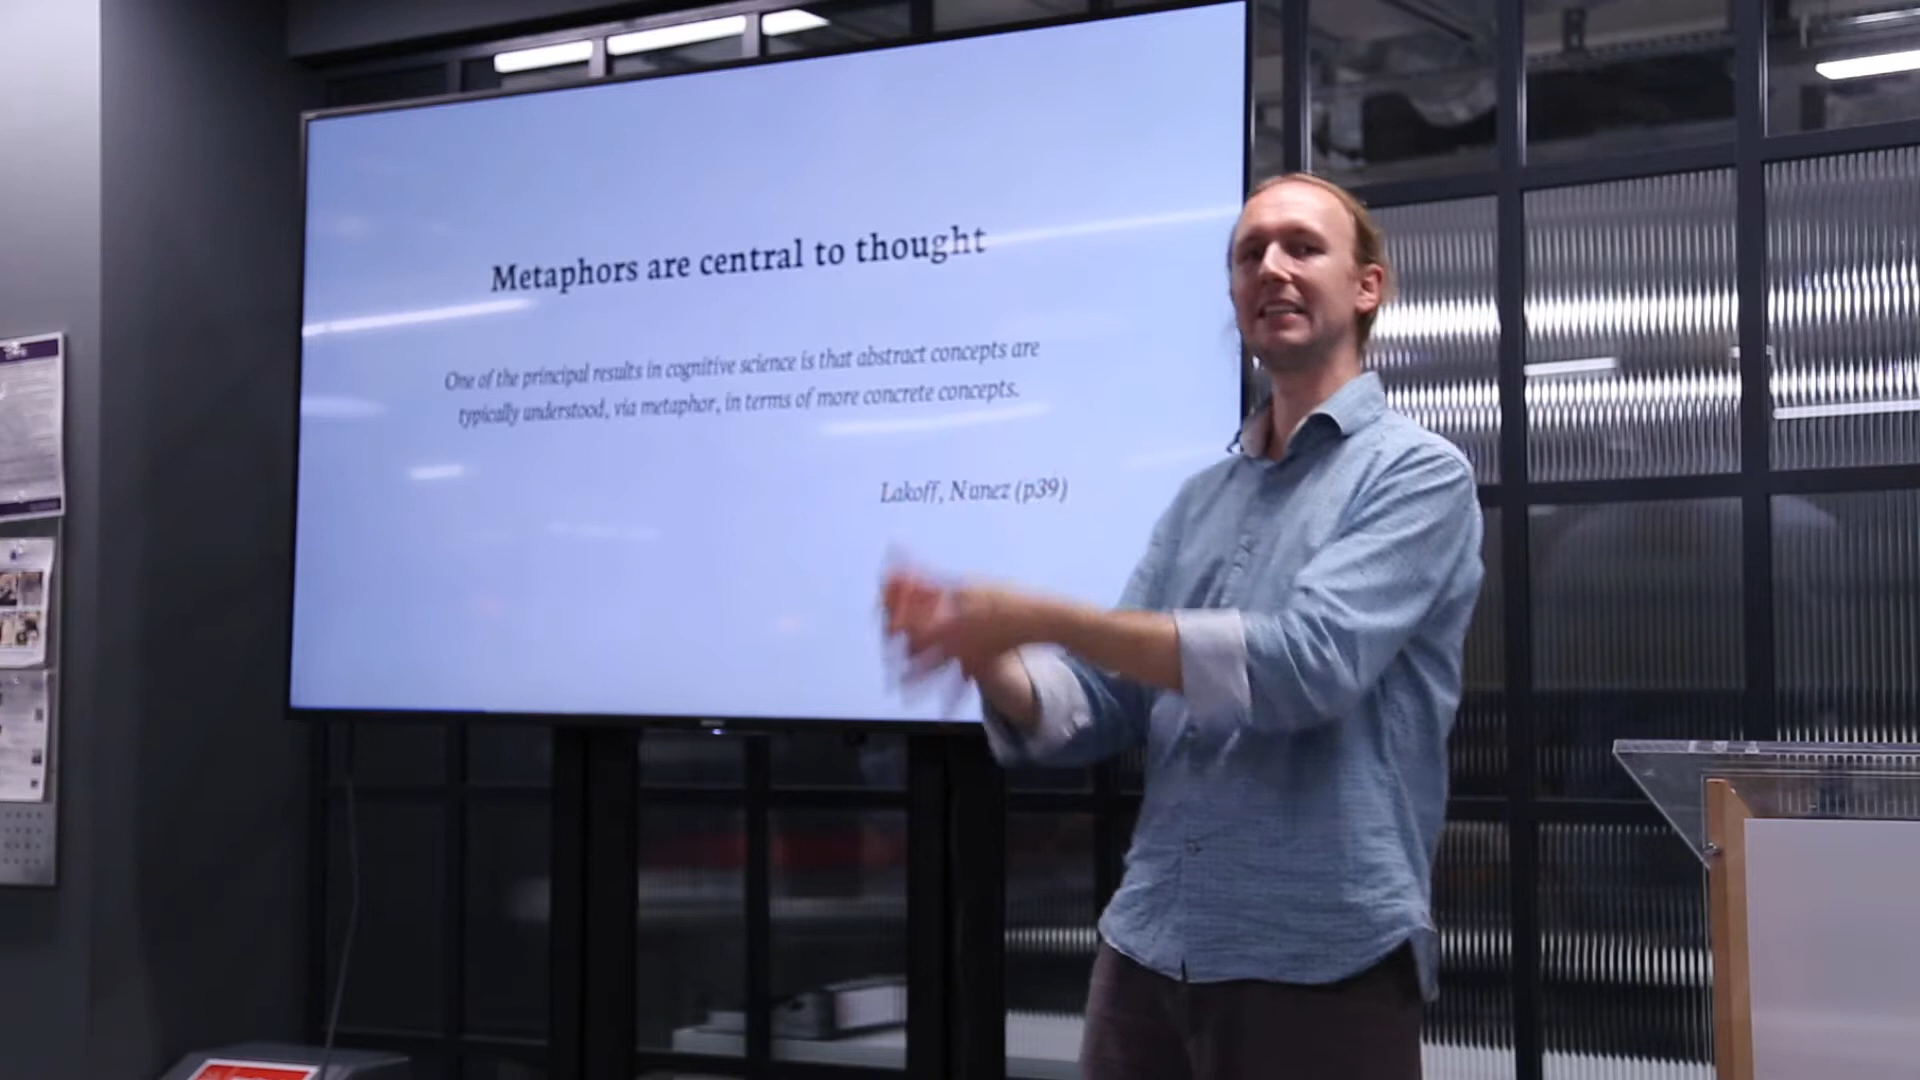 Metaphors are central to thought
One of the principal results in cognitive science is that abstract concepts are
typically understood, via metaphor, in terms of more concrete concepts.
Lakoff, Nunez (p39)